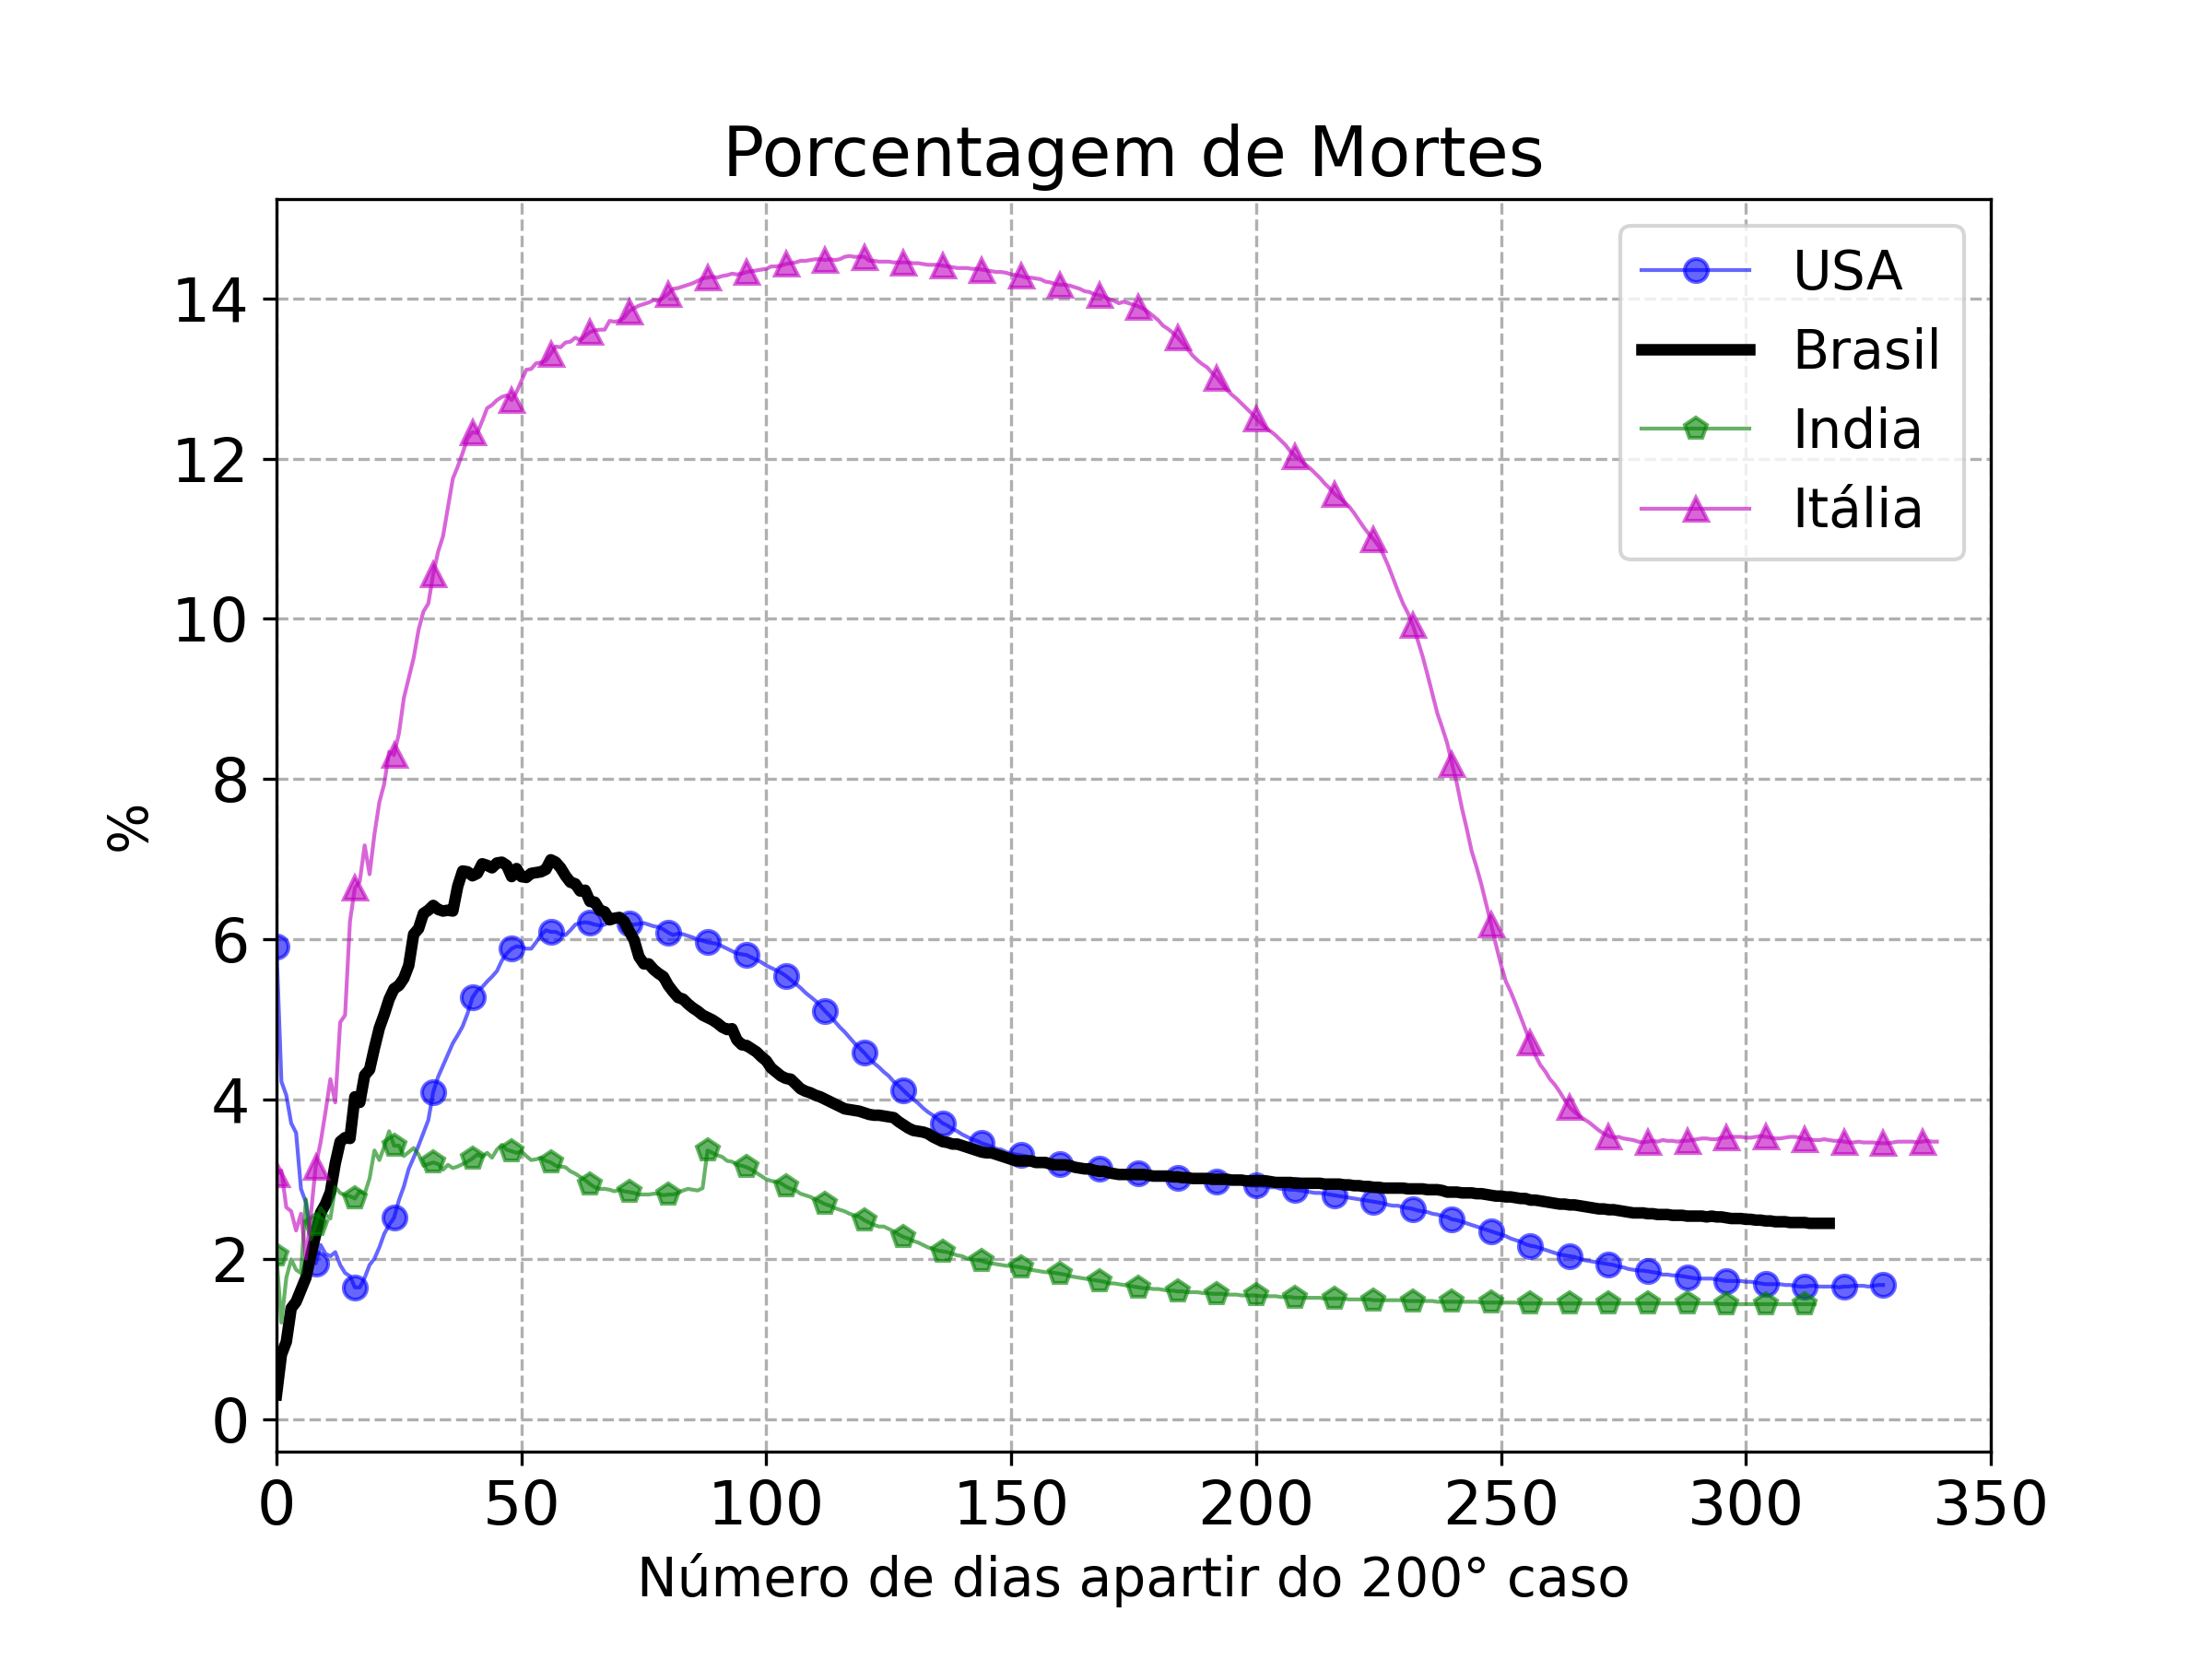 Porcentagem de Mortes
USA
Brasil
India
Itália
14
12
10
8
6
4
2
0
%
0 50 100 150 200 250 300 350
Número de dias apartir do 200° caso